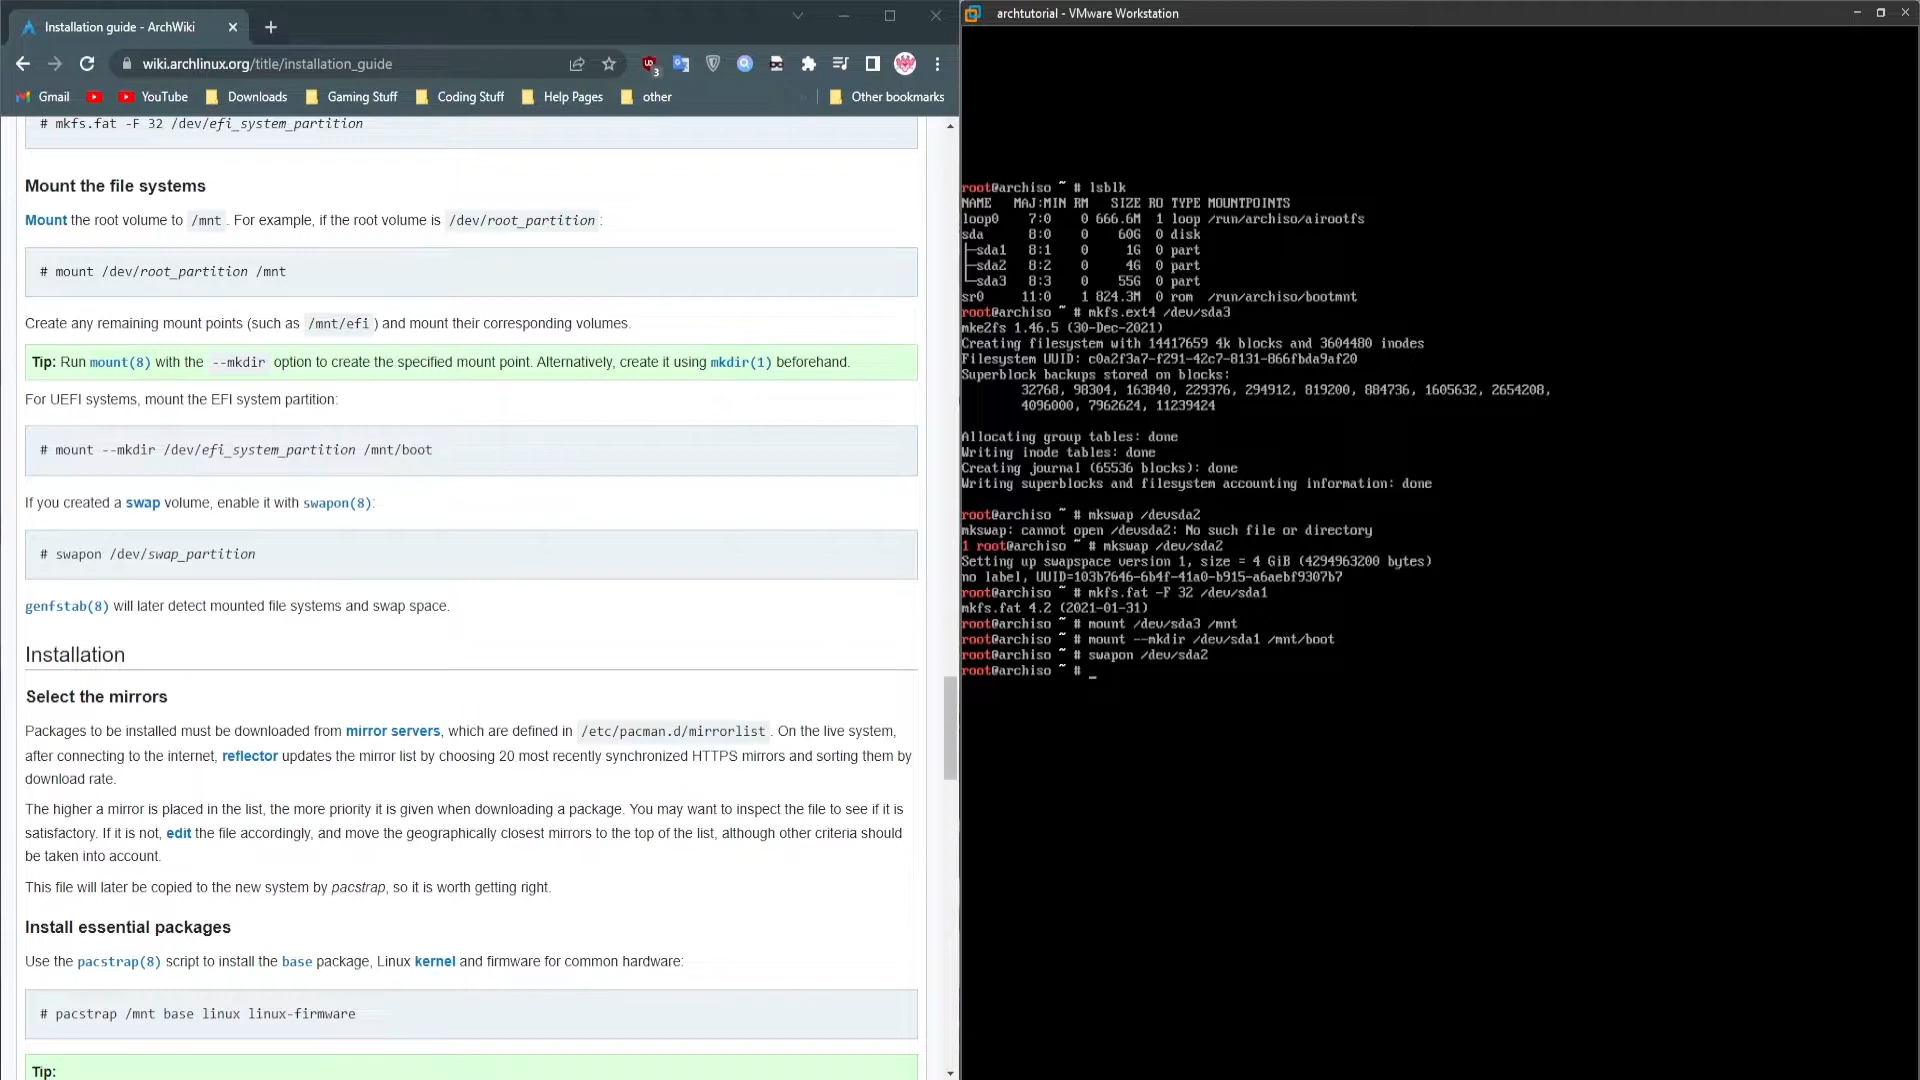 Installation guide - ArchWiki
wiki.archlinux.org/title/installation_guide
3
Gmail
YouTube
Downloads
Gaming Stuff
Coding Stuff
Help Pages
other
Other bookmarks
# mkfs.fat -F 32 /dev/efi_system_partition
Mount the file systems
Mount the root volume to /mnt . For example, if the root volume is /dev/root_partition :
# mount /dev/root_partition /mnt
Create any remaining mount points (such as /mnt/efi ) and mount their corresponding volumes.
Tip: Run mount(8) with the --mkdir option to create the specified mount point. Alternatively, create it using mkdir(1) beforehand.
For UEFI systems, mount the EFI system partition:
# mount --mkdir /dev/efi_system_partition /mnt/boot
If you created a swap volume, enable it with swapon(8):
# swapon /dev/swap_partition
genfstab(8) will later detect mounted file systems and swap space.
Installation
Select the mirrors
Packages to be installed must be downloaded from mirror servers, which are defined in /etc/pacman.d/mirrorlist . On the live system,
after connecting to the internet, reflector updates the mirror list by choosing 20 most recently synchronized HTTPS mirrors and sorting them by
download rate.
The higher a mirror is placed in the list, the more priority it is given when downloading a package. You may want to inspect the file to see if it is
satisfactory. If it is not, edit the file accordingly, and move the geographically closest mirrors to the top of the list, although other criteria should
be taken into account.
This file will later be copied to the new system by pacstrap, so it is worth getting right.
Install essential packages
Use the pacstrap(8) script to install the base package, Linux kernel and firmware for common hardware:
# pacstrap /mnt base linux linux-firmware
Tip:
archtutorial - VMware Workstation
root@archiso ~ # lsblk
NAME MAJ:MIN RM SIZE RO TYPE MOUNTPOINTS
loop0 7:0 0 666.6M 1 loop /run/archiso/airootfs
sda 8:0 0 60G 0 disk
├─sda1 8:1 0 1G 0 part
├─sda2 8:2 0 4G 0 part
└─sda3 8:3 0 55G 0 part
sr0 11:0 1 824.3M 0 rom /run/archiso/bootmnt
root@archiso ~ # mkfs.ext4 /dev/sda3
mke2fs 1.46.5 (30-Dec-2021)
Creating filesystem with 14417659 4k blocks and 3604480 inodes
Filesystem UUID: c0a2f3a7-f291-42c7-8131-866fbda9af20
Superblock backups stored on blocks:
32768, 98304, 163840, 229376, 294912, 819200, 884736, 1605632, 2654208,
4096000, 7962624, 11239424
Allocating group tables: done
Writing inode tables: done
Creating journal (65536 blocks): done
Writing superblocks and filesystem accounting information: done
root@archiso ~ # mkswap /devsda2
mkswap: cannot open /devsda2: No such file or directory
1 root@archiso ~ # mkswap /dev/sda2
Setting up swapspace version 1, size = 4 GiB (4294963200 bytes)
no label, UUID=103b7646-6b4f-41a0-b915-a6aebf9307b7
root@archiso ~ # mkfs.fat -F 32 /dev/sda1
mkfs.fat 4.2 (2021-01-31)
root@archiso ~ # mount /dev/sda3 /mnt
root@archiso ~ # mount --mkdir /dev/sda1 /mnt/boot
root@archiso ~ # swapon /dev/sda2
root@archiso ~ # _